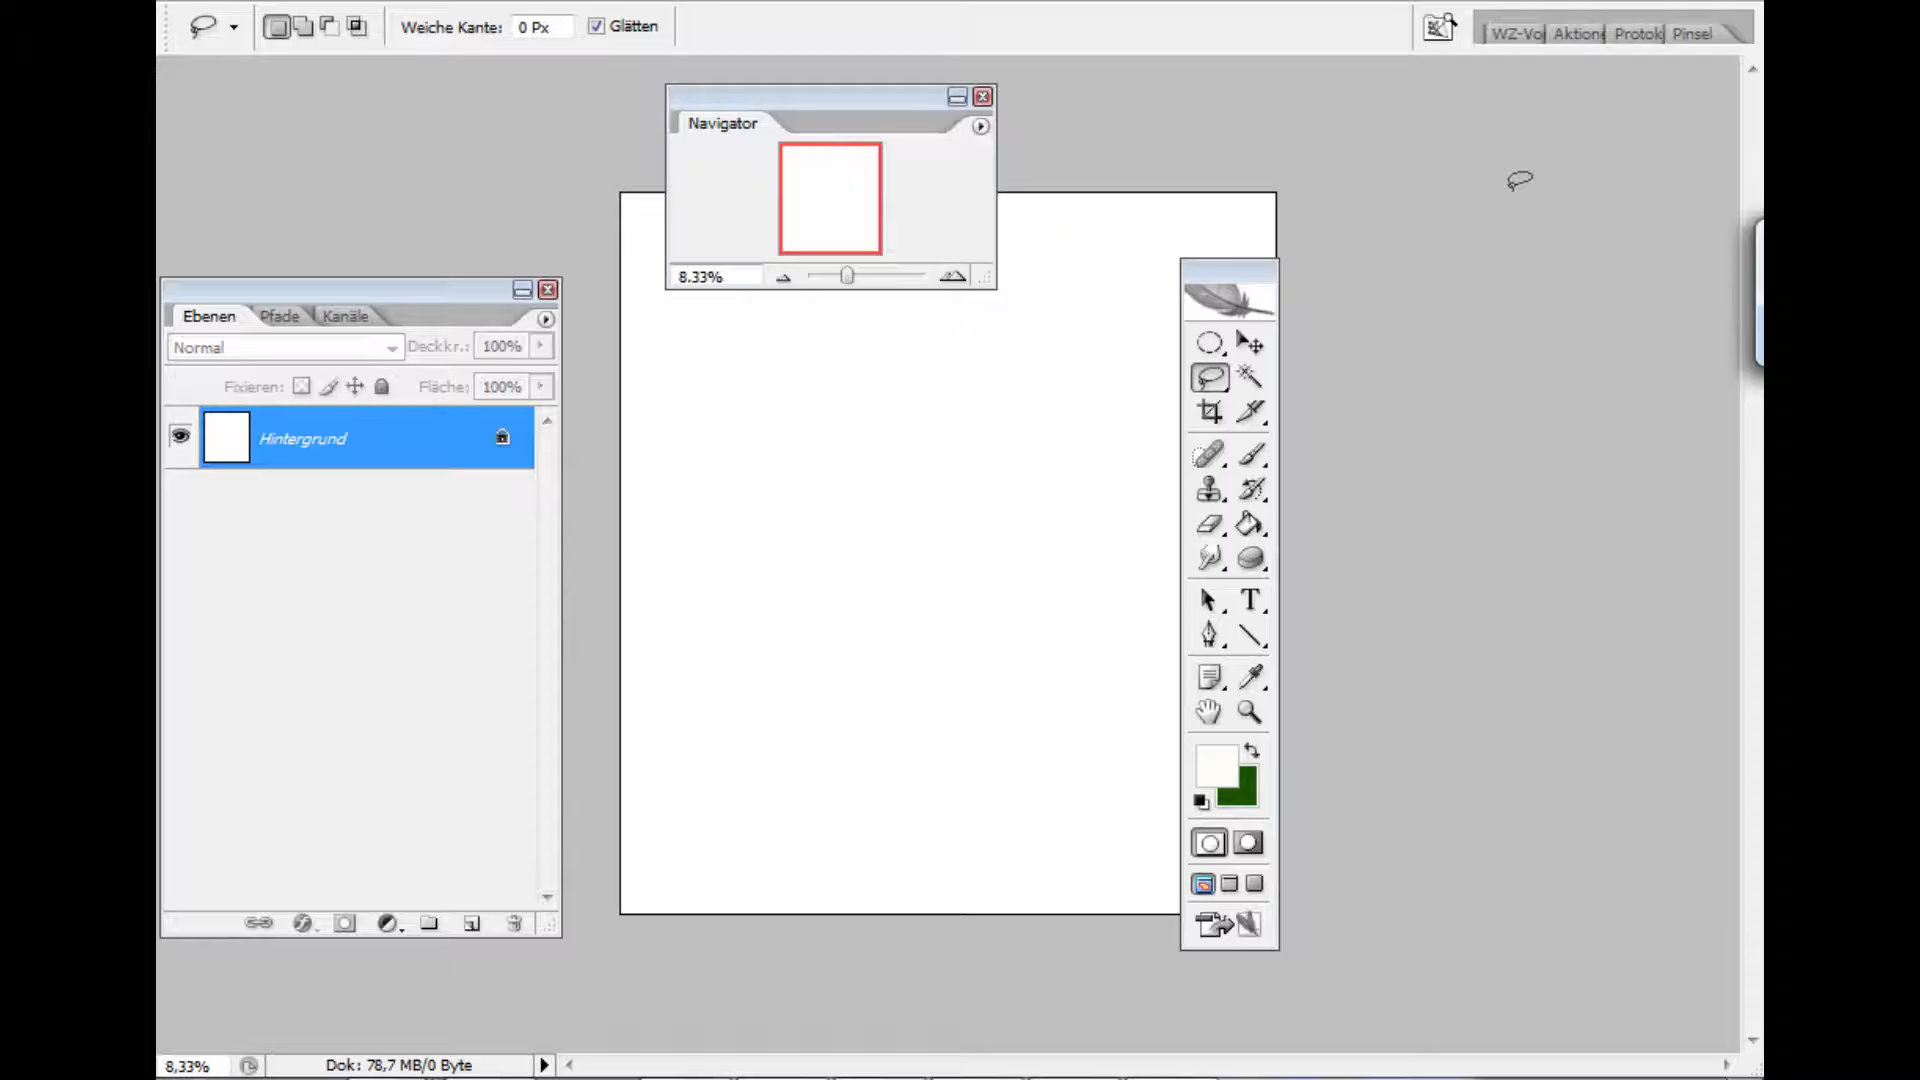 Weiche Kante: 0 Px Glätten
WZ-Vo Aktion Protok Pinsel
Navigator
8.33%
Ebenen Pfade Kanäle
Normal Deckkr.: 100%
Fixieren: Fläche: 100%
Hintergrund
T
8,33% Dok: 78,7 MB/0 Byte